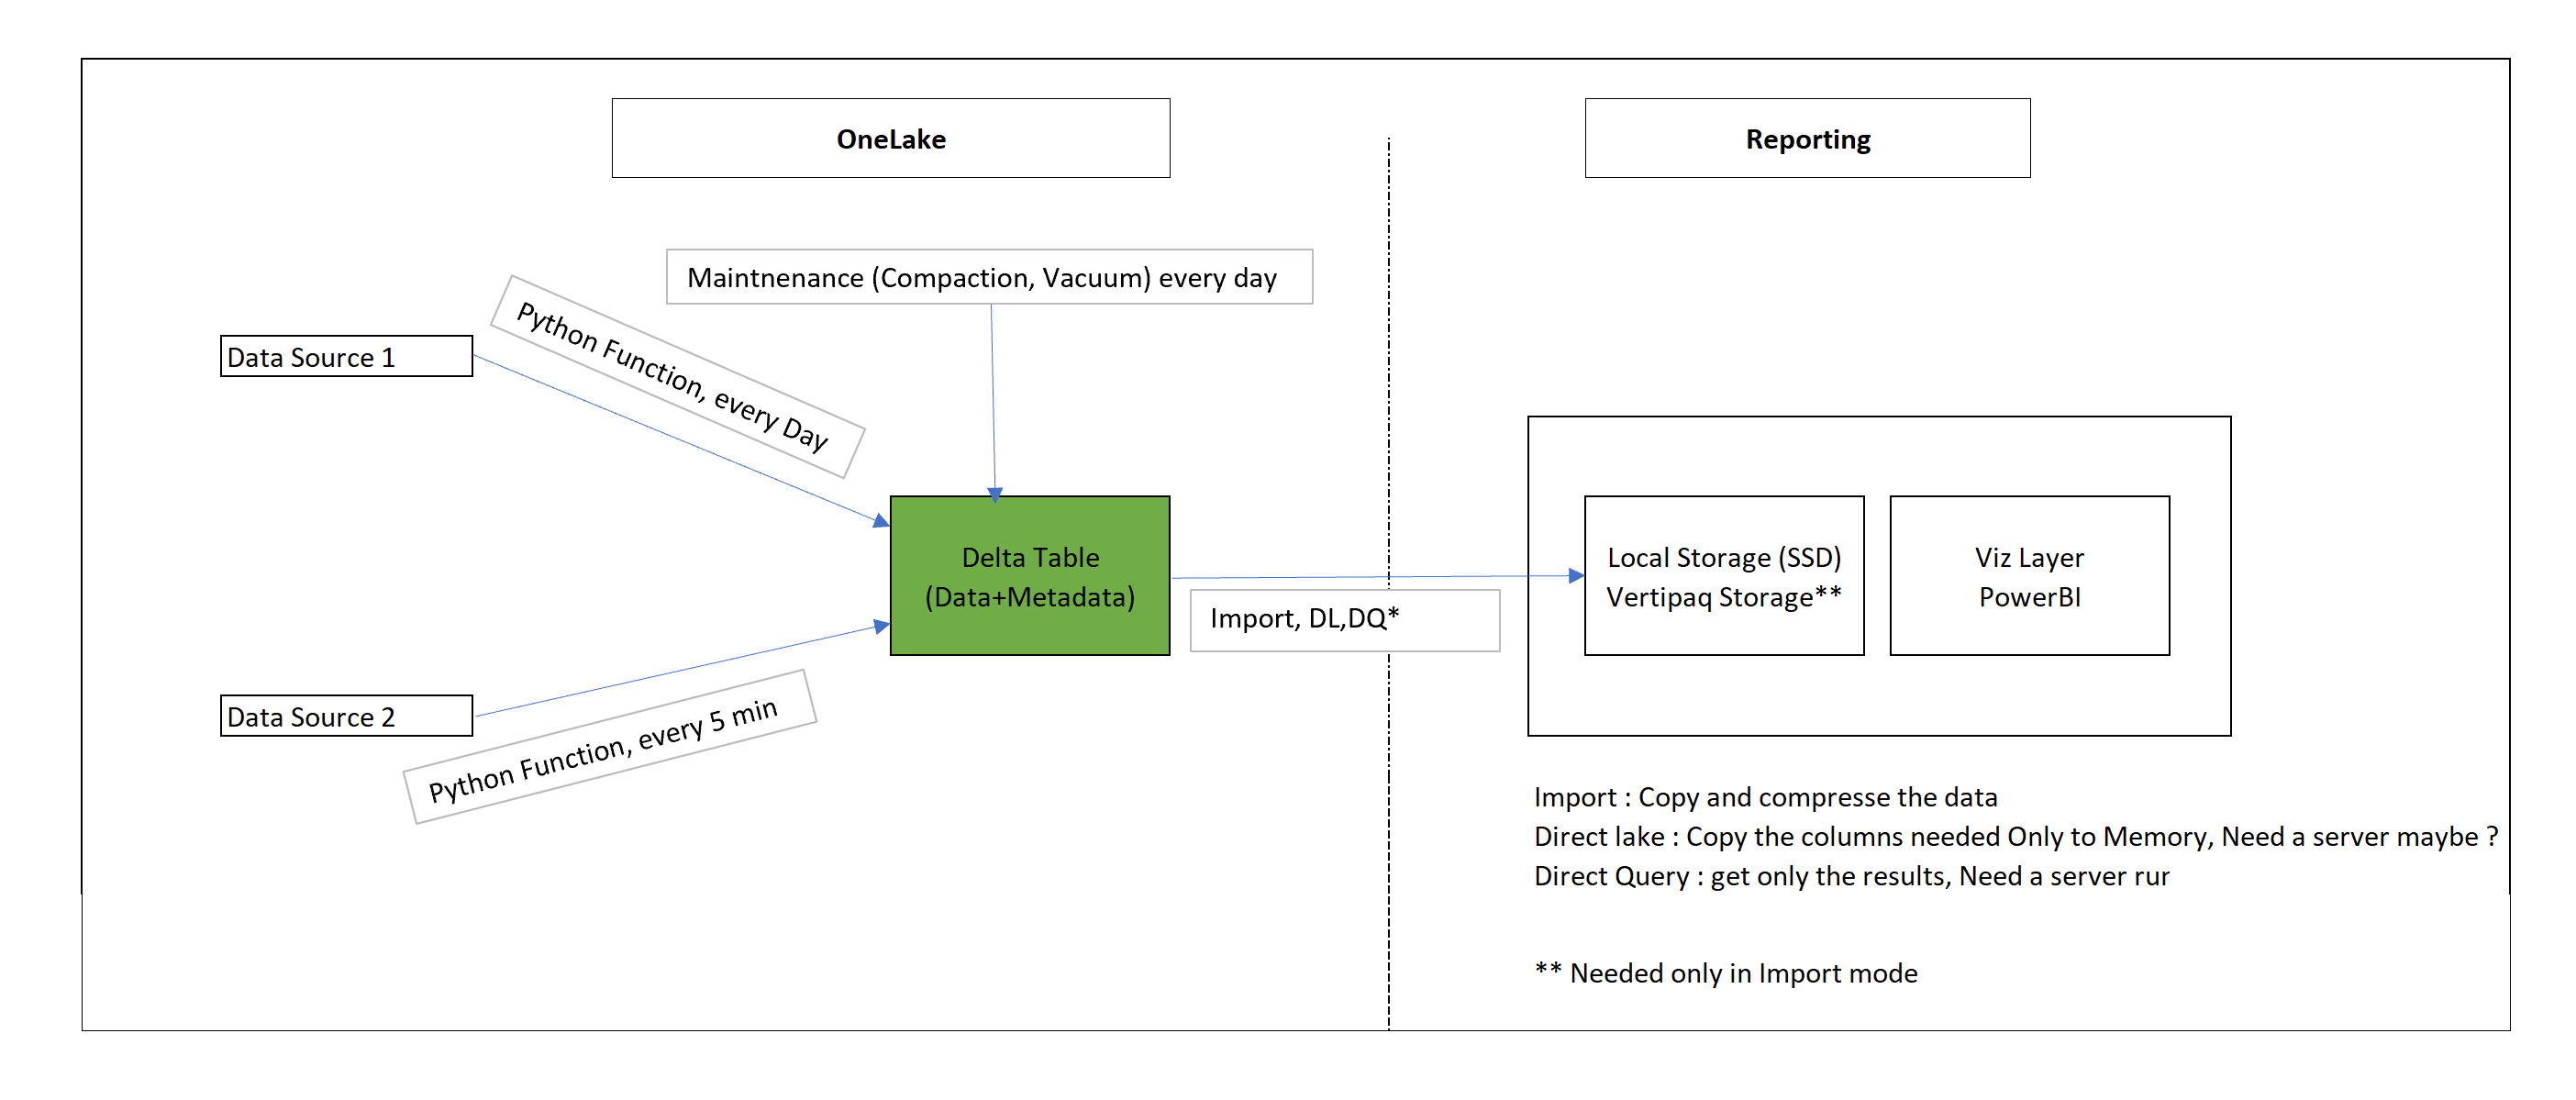 OneLake
Reporting
Maintnenance (Compaction, Vacuum) every day
Python Function, every Day
Data Source 1
Delta Table
(Data+Metadata)
Import, DL,DQ*
Local Storage (SSD)
Vertipaq Storage**
Viz Layer
PowerBI
Data Source 2
Python Function, every 5 min
Import : Copy and compresse the data
Direct lake : Copy the columns needed Only to Memory, Need a server maybe ?
Direct Query : get only the results, Need a server rur
** Needed only in Import mode